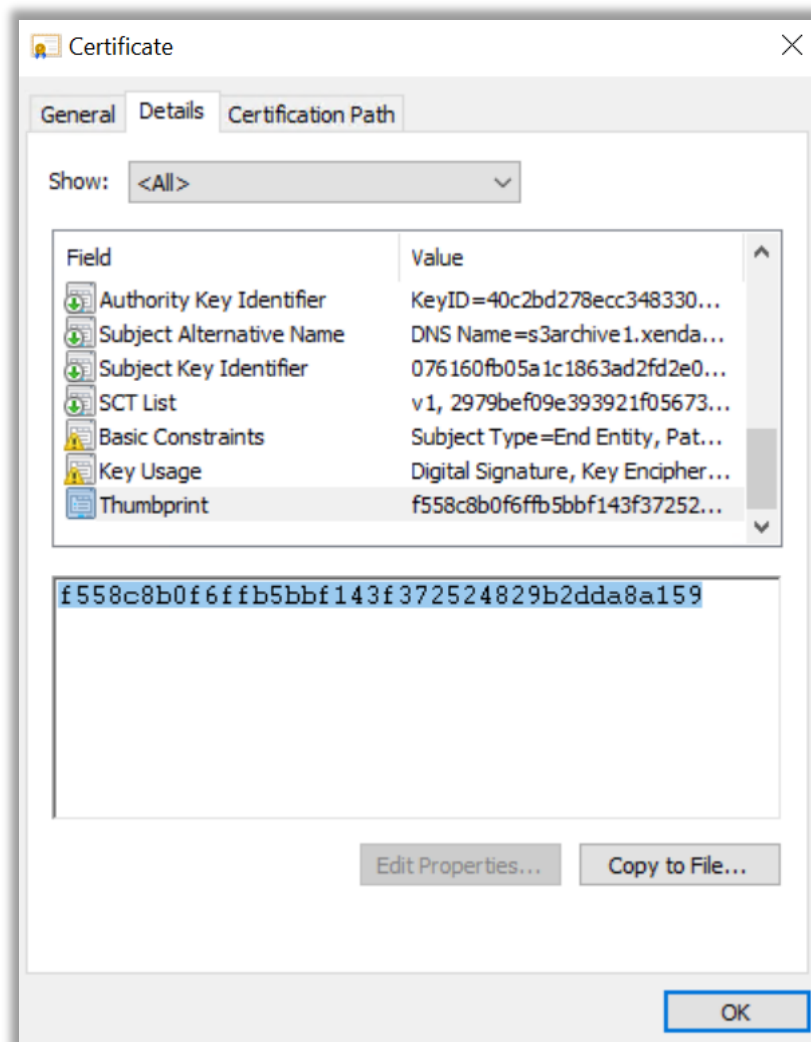 Certificate
General Details Certification Path
Show: <All>
Field Value
Authority Key Identifier KeyID=40c2bd278ecc348330...
Subject Alternative Name DNS Name=s3archive1.xenda...
Subject Key Identifier 076160fb05a1c1863ad2fd2e0...
SCT List v1, 2979bef09e393921f05673...
Basic Constraints Subject Type=End Entity, Pat...
Key Usage Digital Signature, Key Encipher...
Thumbprint f558c8b0f6ffb5bbf143f37252...
f558c8b0f6ffb5bbf143f372524829b2dda8a159
Edit Properties... Copy to File...
OK